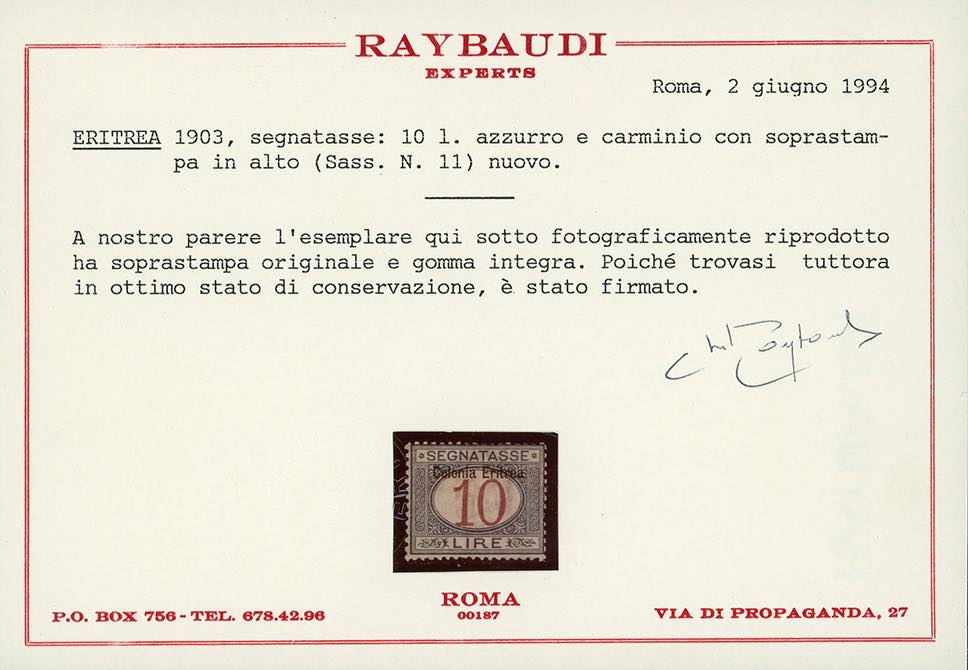 RAYBAUDI
EXPERTS
Roma, 2 giugno 1994
ERITREA 1903, segnatasse: 10 l. azzurro e carminio con soprastam-
pa in alto (Sass. N. 11) nuovo.
A nostro parere l'esemplare qui sotto fotograficamente riprodotto
ha soprastampa originale e gomma integra. Poiché trovasi tuttora
in ottimo stato di conservazione, è stato firmato.
SEGNATASSE
Colonia Eritrea
10
LIRE
P.O. BOX 756 - TEL. 678.42.96
ROMA
00187
VIA DI PROPAGANDA, 27